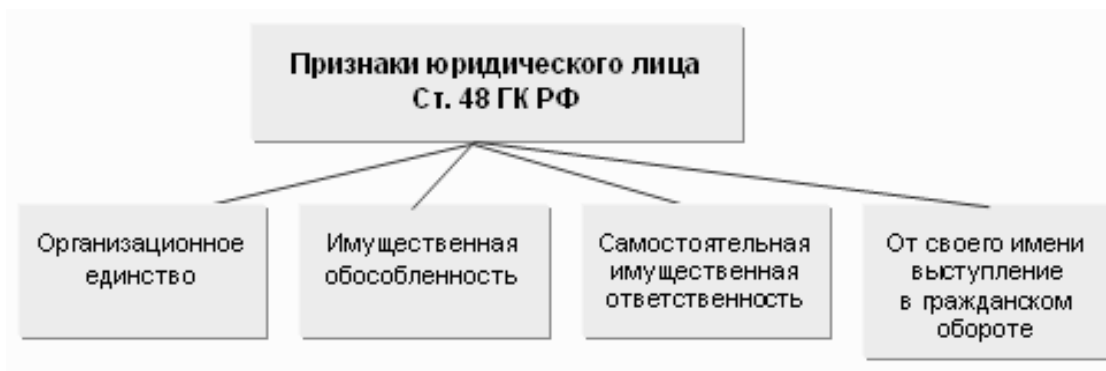 Признаки юридического лица
Ст. 48 ГК РФ
Организационное
единство
Имущественная
обособленность
Самостоятельная
имущественная
ответственность
От своего имени
выступление
в гражданском
обороте